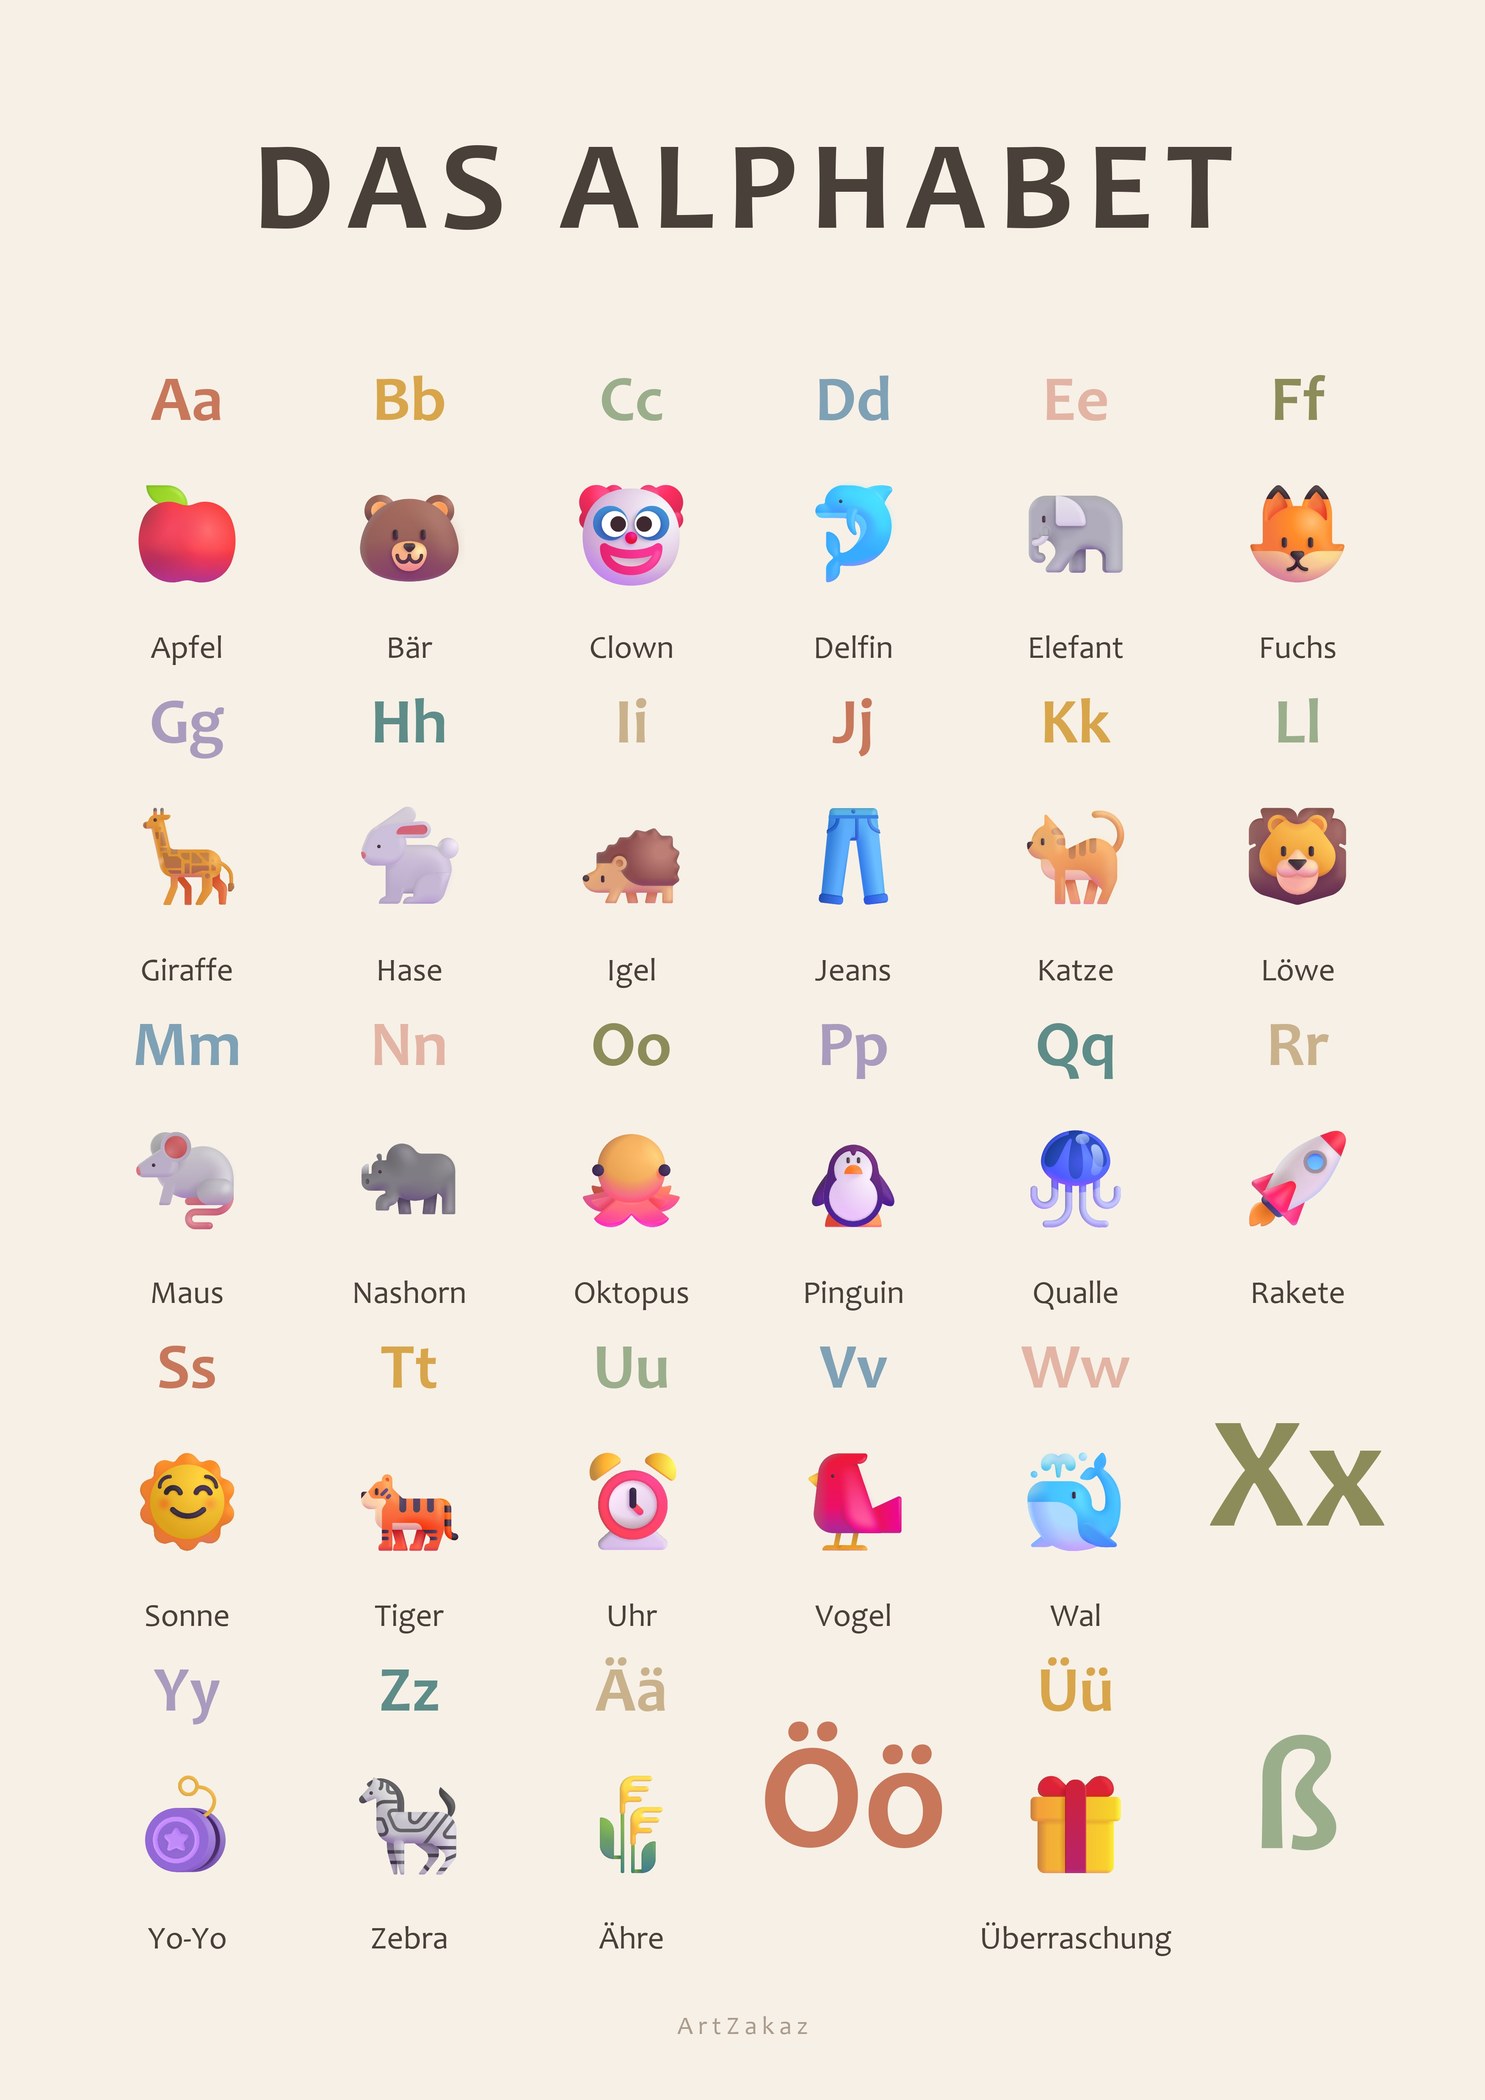 DAS ALPHABET
Aa Bb Cc Dd Ee Ff
Apfel Bär Clown Delfin Elefant Fuchs
Gg Hh Ii Jj Kk Ll
Giraffe Hase Igel Jeans Katze Löwe
Mm Nn Oo Pp Qq Rr
Maus Nashorn Oktopus Pinguin Qualle Rakete
Ss Tt Uu Vv Ww Xx
Sonne Tiger Uhr Vogel Wal
Yy Zz Ää Öö Üü ß
Yo-Yo Zebra Ähre Überraschung
ArtZakaz